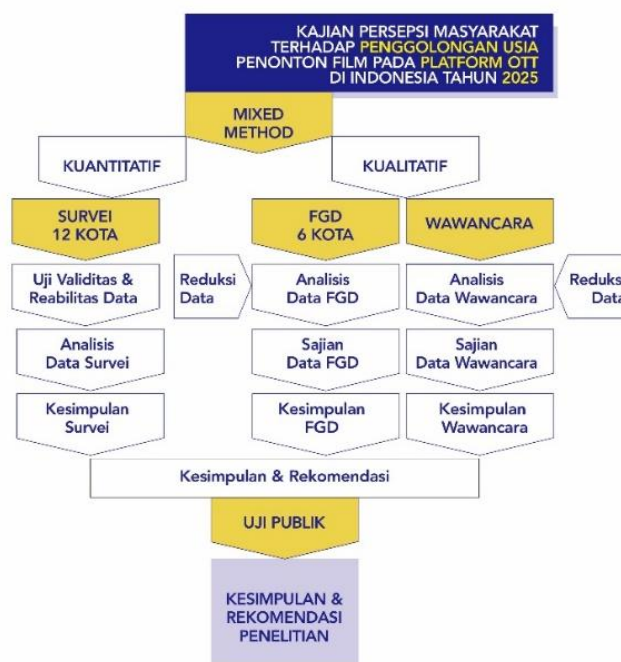 KAJIAN PERSEPSI MASYARAKAT
TERHADAP PENGGOLONGAN USIA
PENONTON FILM PADA PLATFORM OTT
DI INDONESIA TAHUN 2025
MIXED
METHOD
KUANTITATIF
KUALITATIF
SURVEI
12 KOTA
FGD
6 KOTA
WAWANCARA
Uji Validitas &
Reabilitas Data
Reduksi
Data
Analisis
Data FGD
Analisis
Data Wawancara
Reduksi
Data
Analisis
Data Survei
Sajian
Data FGD
Sajian
Data Wawancara
Kesimpulan
Survei
Kesimpulan
FGD
Kesimpulan
Wawancara
Kesimpulan & Rekomendasi
UJI PUBLIK
KESIMPULAN &
REKOMENDASI
PENELITIAN